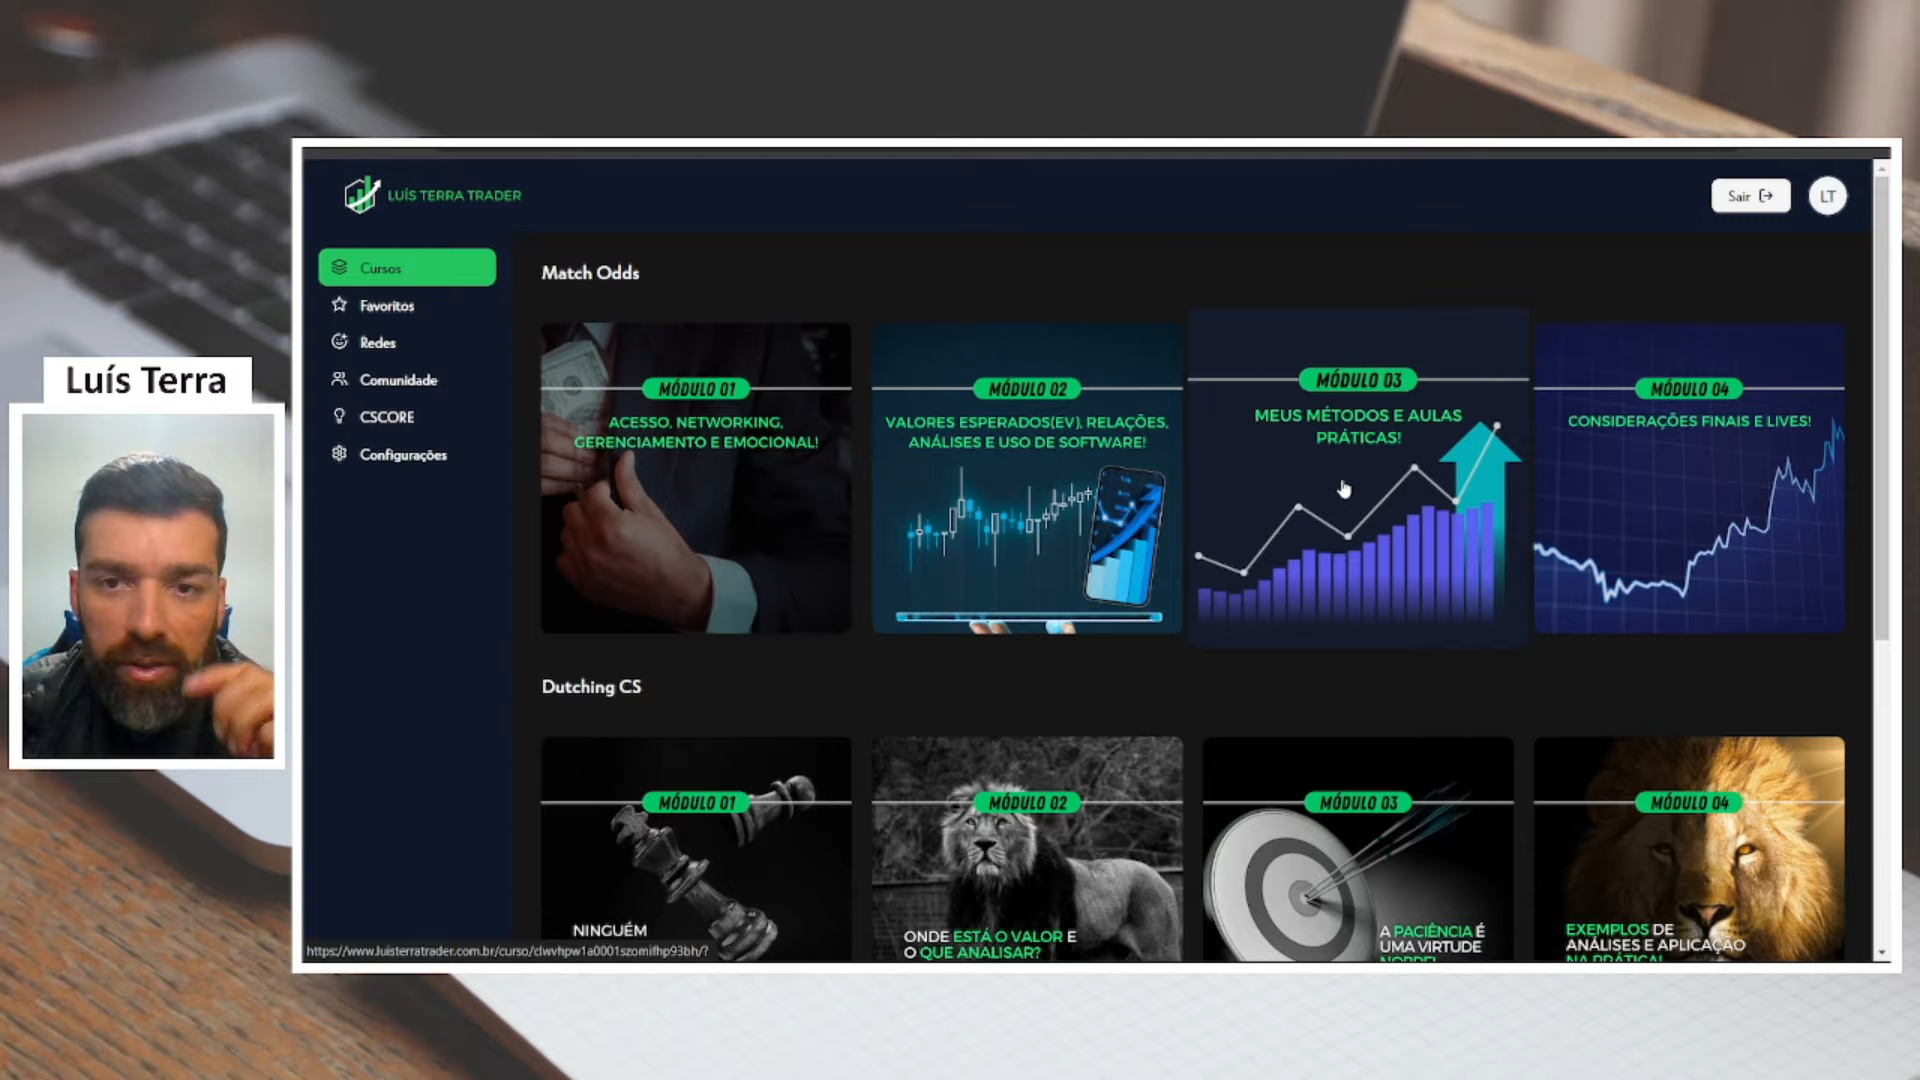 LUÍS TERRA TRADER
Sair
LT
Cursos
Favoritos
Redes
Comunidade
CSCORE
Configurações
Luís Terra
Match Odds
MÓDULO 01
ACESSO, NETWORKING,
GERENCIAMENTO E EMOCIONAL!
MÓDULO 02
VALORES ESPERADOS(EV), RELAÇÕES,
ANÁLISES E USO DE SOFTWARE!
MÓDULO 03
MEUS MÉTODOS E AULAS
PRÁTICAS!
MÓDULO 04
CONSIDERAÇÕES FINAIS E LIVES!
Dutching CS
MÓDULO 01
NINGUÉM
MÓDULO 02
ONDE ESTÁ O VALOR E
O QUE ANALISAR?
MÓDULO 03
A PACIÊNCIA É
UMA VIRTUDE
MÓDULO 04
EXEMPLOS DE
ANÁLISES E APLICAÇÃO
NA PRÁTICA!
https://www.luisterratrader.com.br/curso/clwvhpw1a0001szomifhp93bh/?